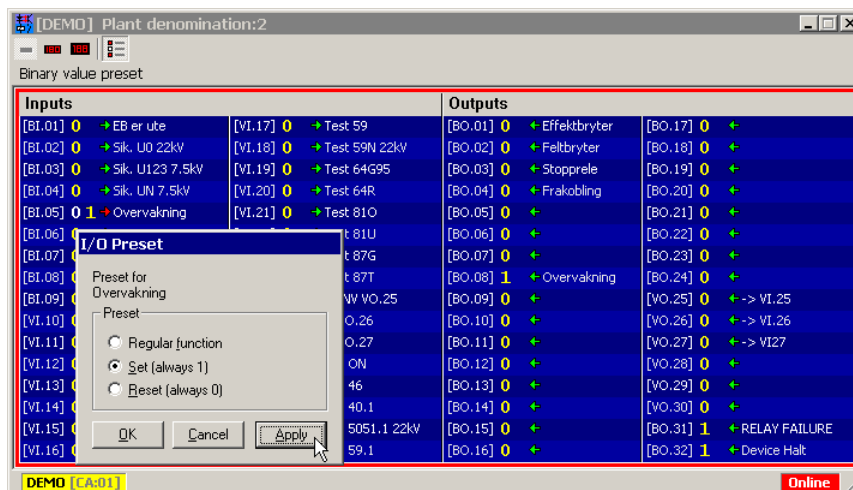 [DEMO] Plant denomination:2
Binary value preset
Inputs Outputs
[BI.01] 0 EB er ute [VI.17] 0 Test 59 [BO.01] 0 Effektbryter [BO.17] 0
[BI.02] 0 Sik. U0 22kV [VI.18] 0 Test 59N 22kV [BO.02] 0 Feltbryter [BO.18] 0
[BI.03] 0 Sik. U123 7.5kV [VI.19] 0 Test 64G95 [BO.03] 0 Stopprele [BO.19] 0
[BI.04] 0 Sik. UN 7.5kV [VI.20] 0 Test 64R [BO.04] 0 Frakobling [BO.20] 0
[BI.05] 0 1 Overvakning [VI.21] 0 Test 81O [BO.05] 0 [BO.21] 0
[BI.06] t 81U [BO.06] 0 [BO.22] 0
[BI.07] t 87G [BO.07] 0 [BO.23] 0
[BI.08] t 87T [BO.08] 1 Overvakning [BO.24] 0
[BI.09] VO.25 [BO.09] 0 [VO.25] 0 -> VI.25
[VI.10] O.26 [BO.10] 0 [VO.26] 0 -> VI.26
[VI.11] O.27 [BO.11] 0 [VO.27] 0 -> VI27
[VI.12] ON [BO.12] 0 [VO.28] 0
[VI.13] 46 [BO.13] 0 [VO.29] 0
[VI.14] 40.1 [BO.14] 0 [VO.30] 0
[VI.15] 5051.1 22kV [BO.15] 0 [BO.31] 1 RELAY FAILURE
[VI.16] 59.1 [BO.16] 0 [BO.32] 1 Device Halt
I/O Preset
Preset for
Overvakning
Preset
Regular function
Set (always 1)
Reset (always 0)
OK Cancel Apply
DEMO [CA:01] Online